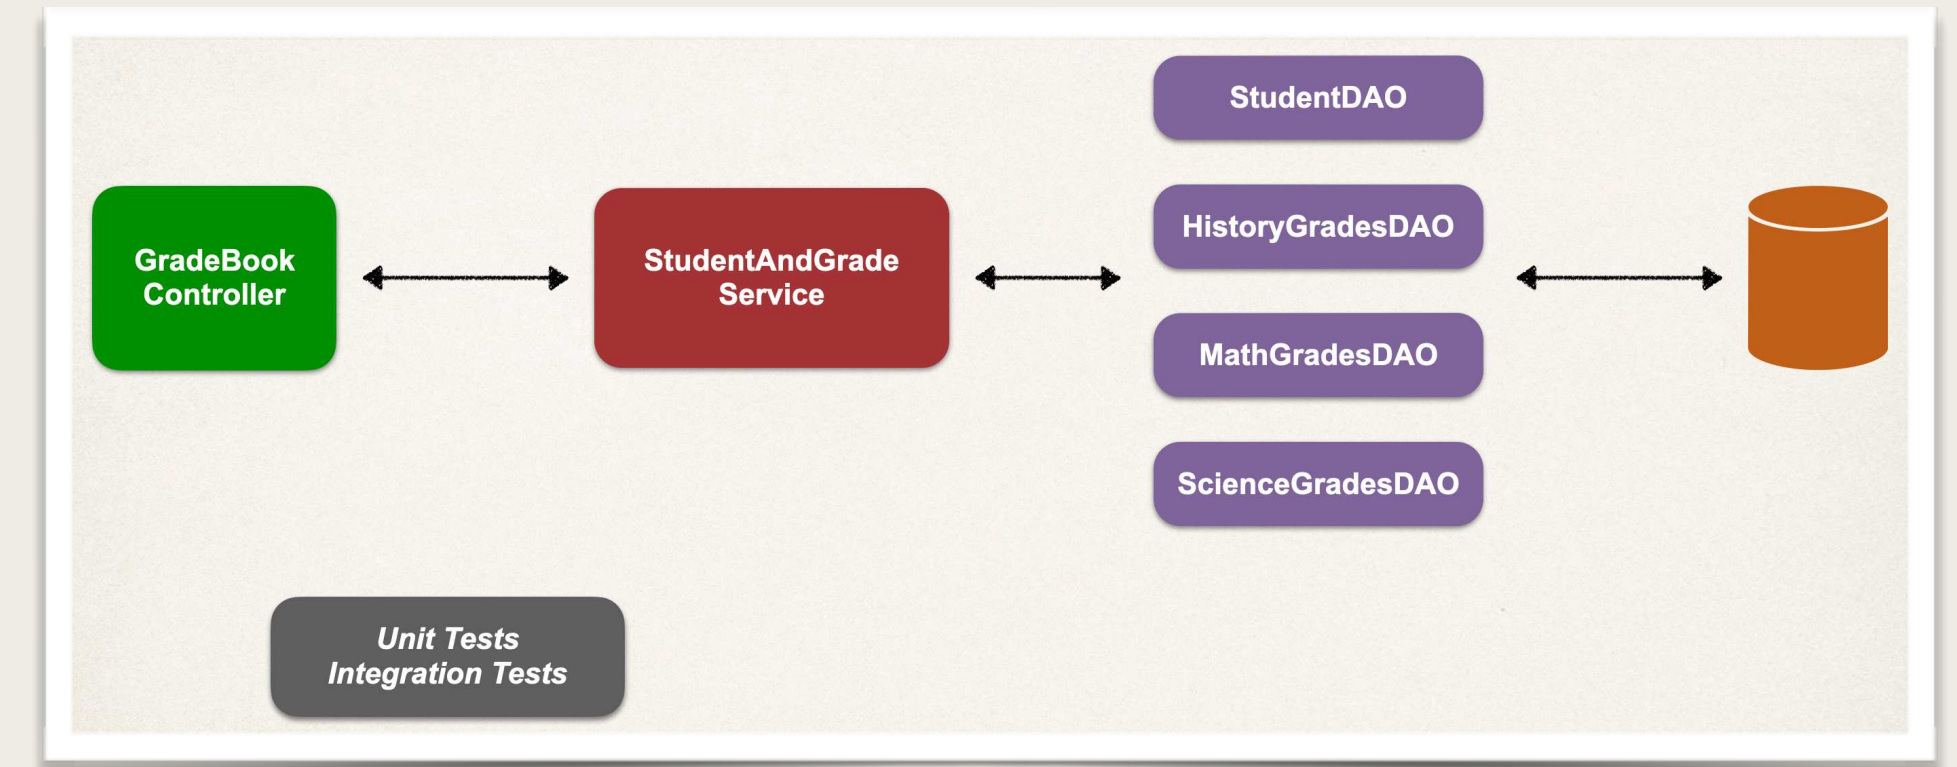 GradeBook
Controller
StudentAndGrade
Service
StudentDAO
HistoryGradesDAO
MathGradesDAO
ScienceGradesDAO
Unit Tests
Integration Tests